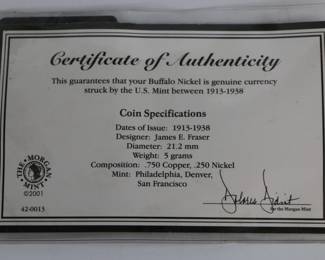 Certificate of Authenticity
This guarantees that your Buffalo Nickel is genuine currency
struck by the U.S. Mint between 1913-1938
Coin Specifications
Dates of Issue: 1913-1938
Designer: James E. Fraser
Diameter: 21.2 mm
Weight: 5 grams
Composition: .750 Copper, .250 Nickel
Mint: Philadelphia, Denver,
San Francisco
THE MORGAN MINT
©2001
42-0013
for the Morgan Mint